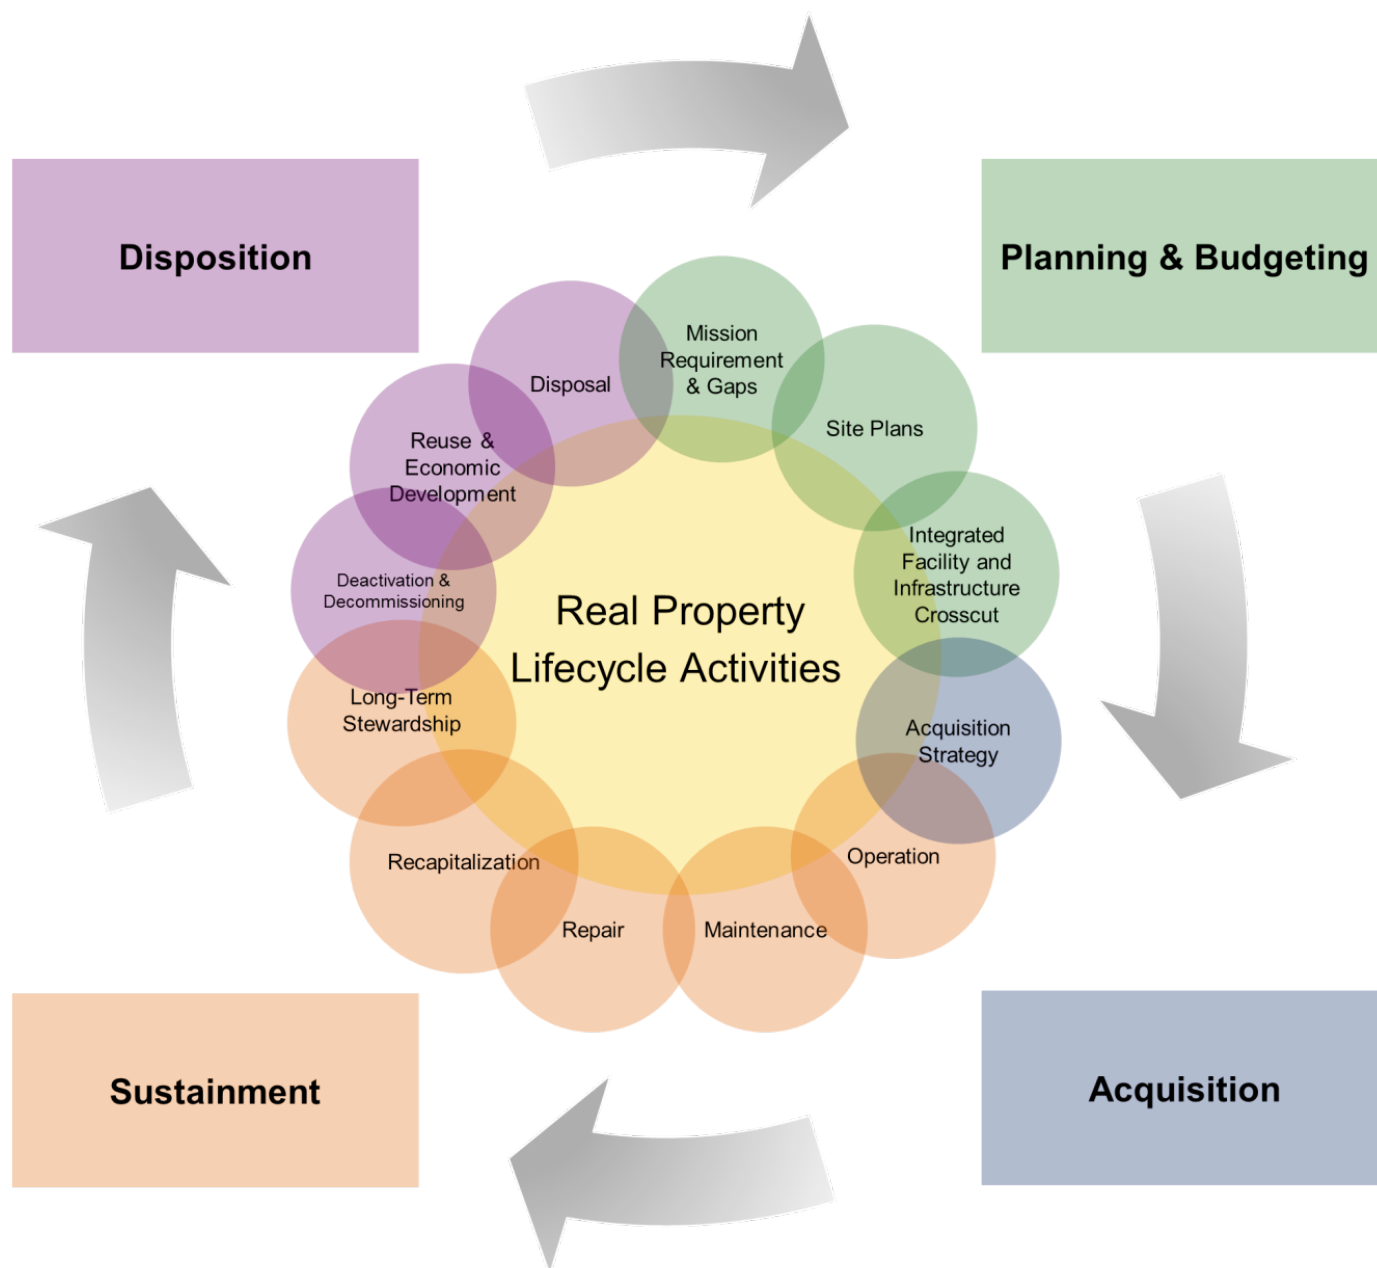 Disposition
Planning & Budgeting
Mission
Requirement
& Gaps
Disposal
Site Plans
Reuse &
Economic
Development
Integrated
Facility and
Infrastructure
Crosscut
Deactivation &
Decommissioning
Real Property
Lifecycle Activities
Long-Term
Stewardship
Acquisition
Strategy
Recapitalization
Operation
Repair
Maintenance
Sustainment
Acquisition